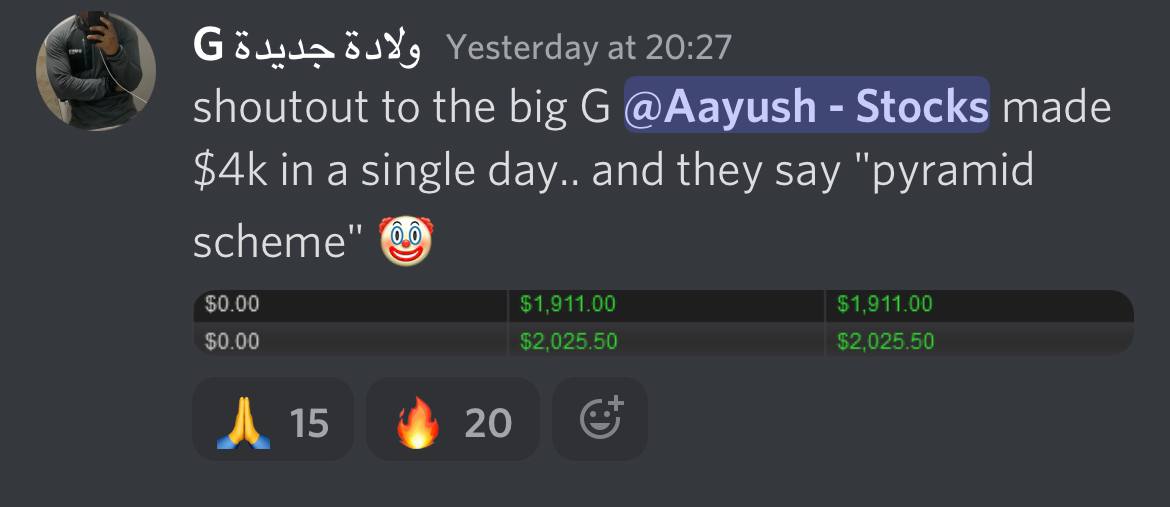 G ولادة جديدة Yesterday at 20:27
shoutout to the big G @Aayush - Stocks made
$4k in a single day.. and they say "pyramid
scheme" 🤡
$0.00 $1,911.00 $1,911.00
$0.00 $2,025.50 $2,025.50
🙏 15 🔥 20